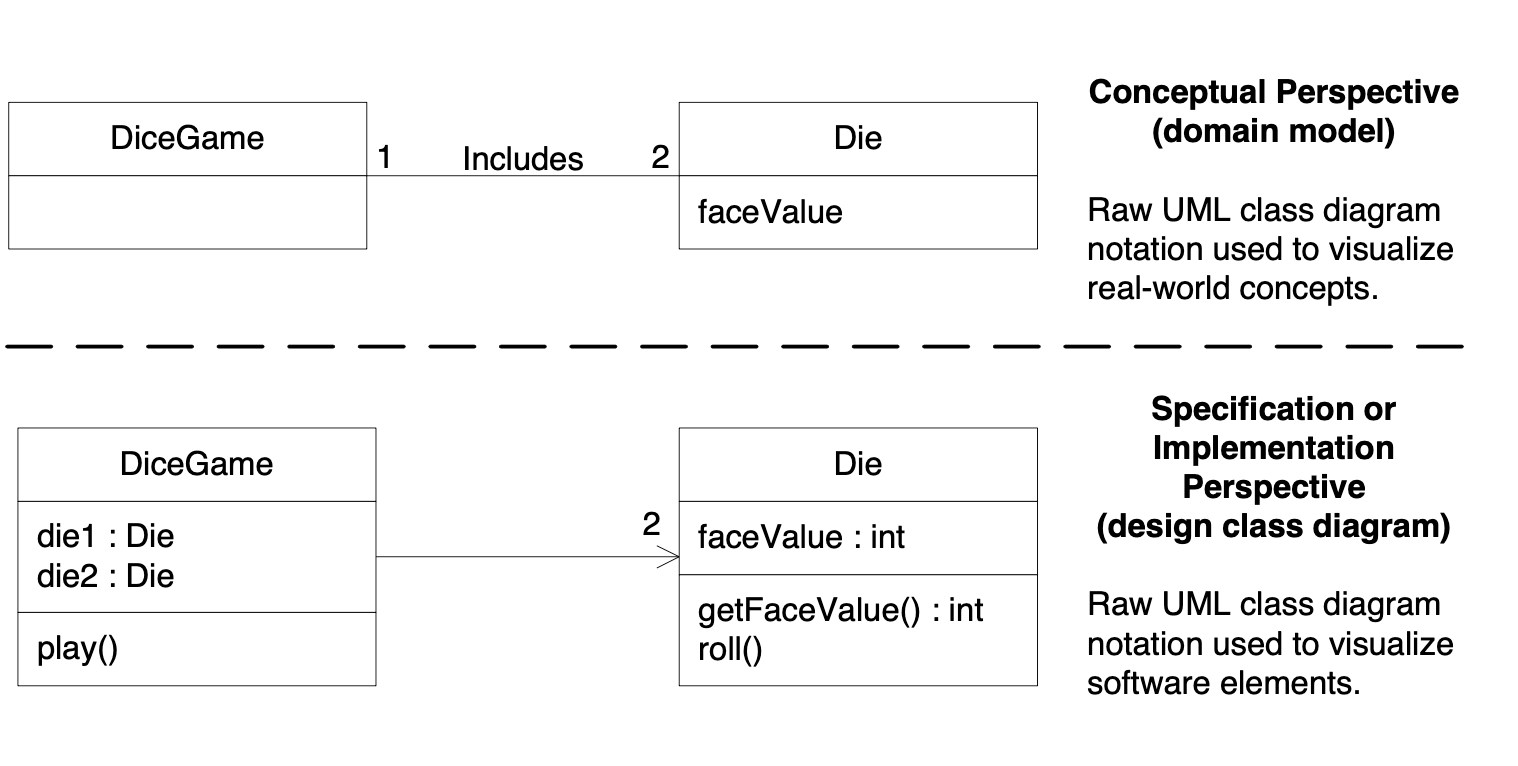 DiceGame
1
Includes
2
Die
faceValue
Conceptual Perspective
(domain model)
Raw UML class diagram
notation used to visualize
real-world concepts.
DiceGame
die1 : Die
die2 : Die
play()
2
Die
faceValue : int
getFaceValue() : int
roll()
Specification or
Implementation
Perspective
(design class diagram)
Raw UML class diagram
notation used to visualize
software elements.